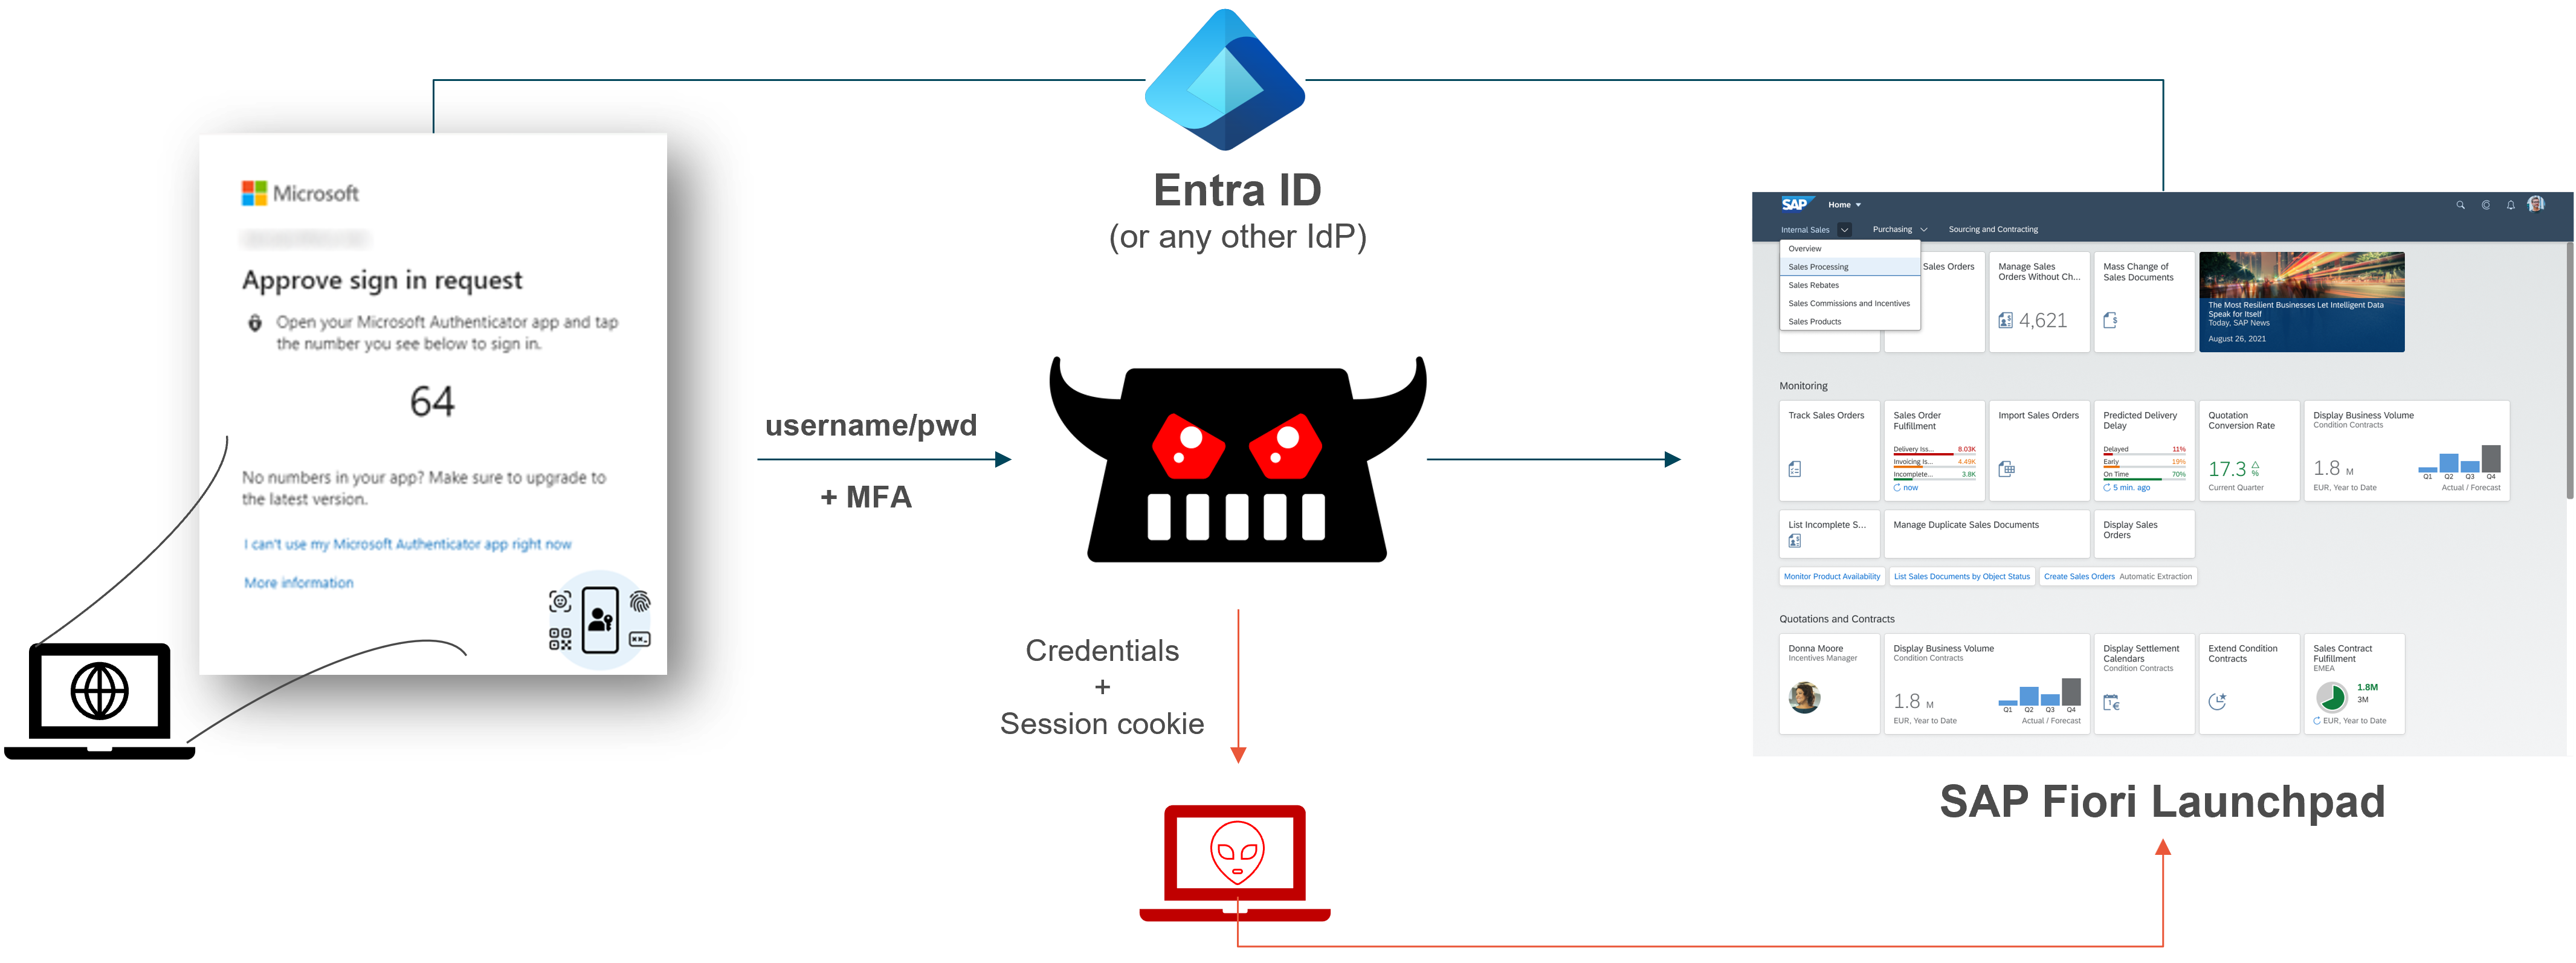 Entra ID
(or any other IdP)
Microsoft
Approve sign in request
Open your Microsoft Authenticator app and tap
the number you see below to sign in.
64
No numbers in your app? Make sure to upgrade to
the latest version.
I can't use my Microsoft Authenticator app right now
More information
username/pwd
+ MFA
Credentials
+
Session cookie
SAP
Home
Internal Sales
Purchasing
Sourcing and Contracting
Overview
Sales Processing
Sales Rebates
Sales Commissions and Incentives
Sales Products
Sales Orders
Manage Sales
Orders Without Ch...
4,621
Mass Change of
Sales Documents
The Most Resilient Businesses Let Intelligent Data
Speak for Itself
Today, SAP News
August 26, 2021
Monitoring
Track Sales Orders
Sales Order
Fulfillment
Delivery Iss... 8.03K
Invoicing Is... 4.49K
Incomplete... 3.8K
now
Import Sales Orders
Predicted Delivery
Delay
Delayed 11%
Early 19%
On Time 70%
5 min. ago
Quotation
Conversion Rate
17.3 %
Current Quarter
Display Business Volume
Condition Contracts
1.8 M
Q1 Q2 Q3 Q4
EUR, Year to Date
Actual / Forecast
List Incomplete S...
Manage Duplicate Sales Documents
Display Sales
Orders
Monitor Product Availability
List Sales Documents by Object Status
Create Sales Orders Automatic Extraction
Quotations and Contracts
Donna Moore
Incentives Manager
Display Business Volume
Condition Contracts
1.8 M
Q1 Q2 Q3 Q4
EUR, Year to Date
Actual / Forecast
Display Settlement
Calendars
Condition Contracts
Extend Condition
Contracts
Sales Contract
Fulfillment
EMEA
1.8M
3M
EUR, Year to Date
SAP Fiori Launchpad